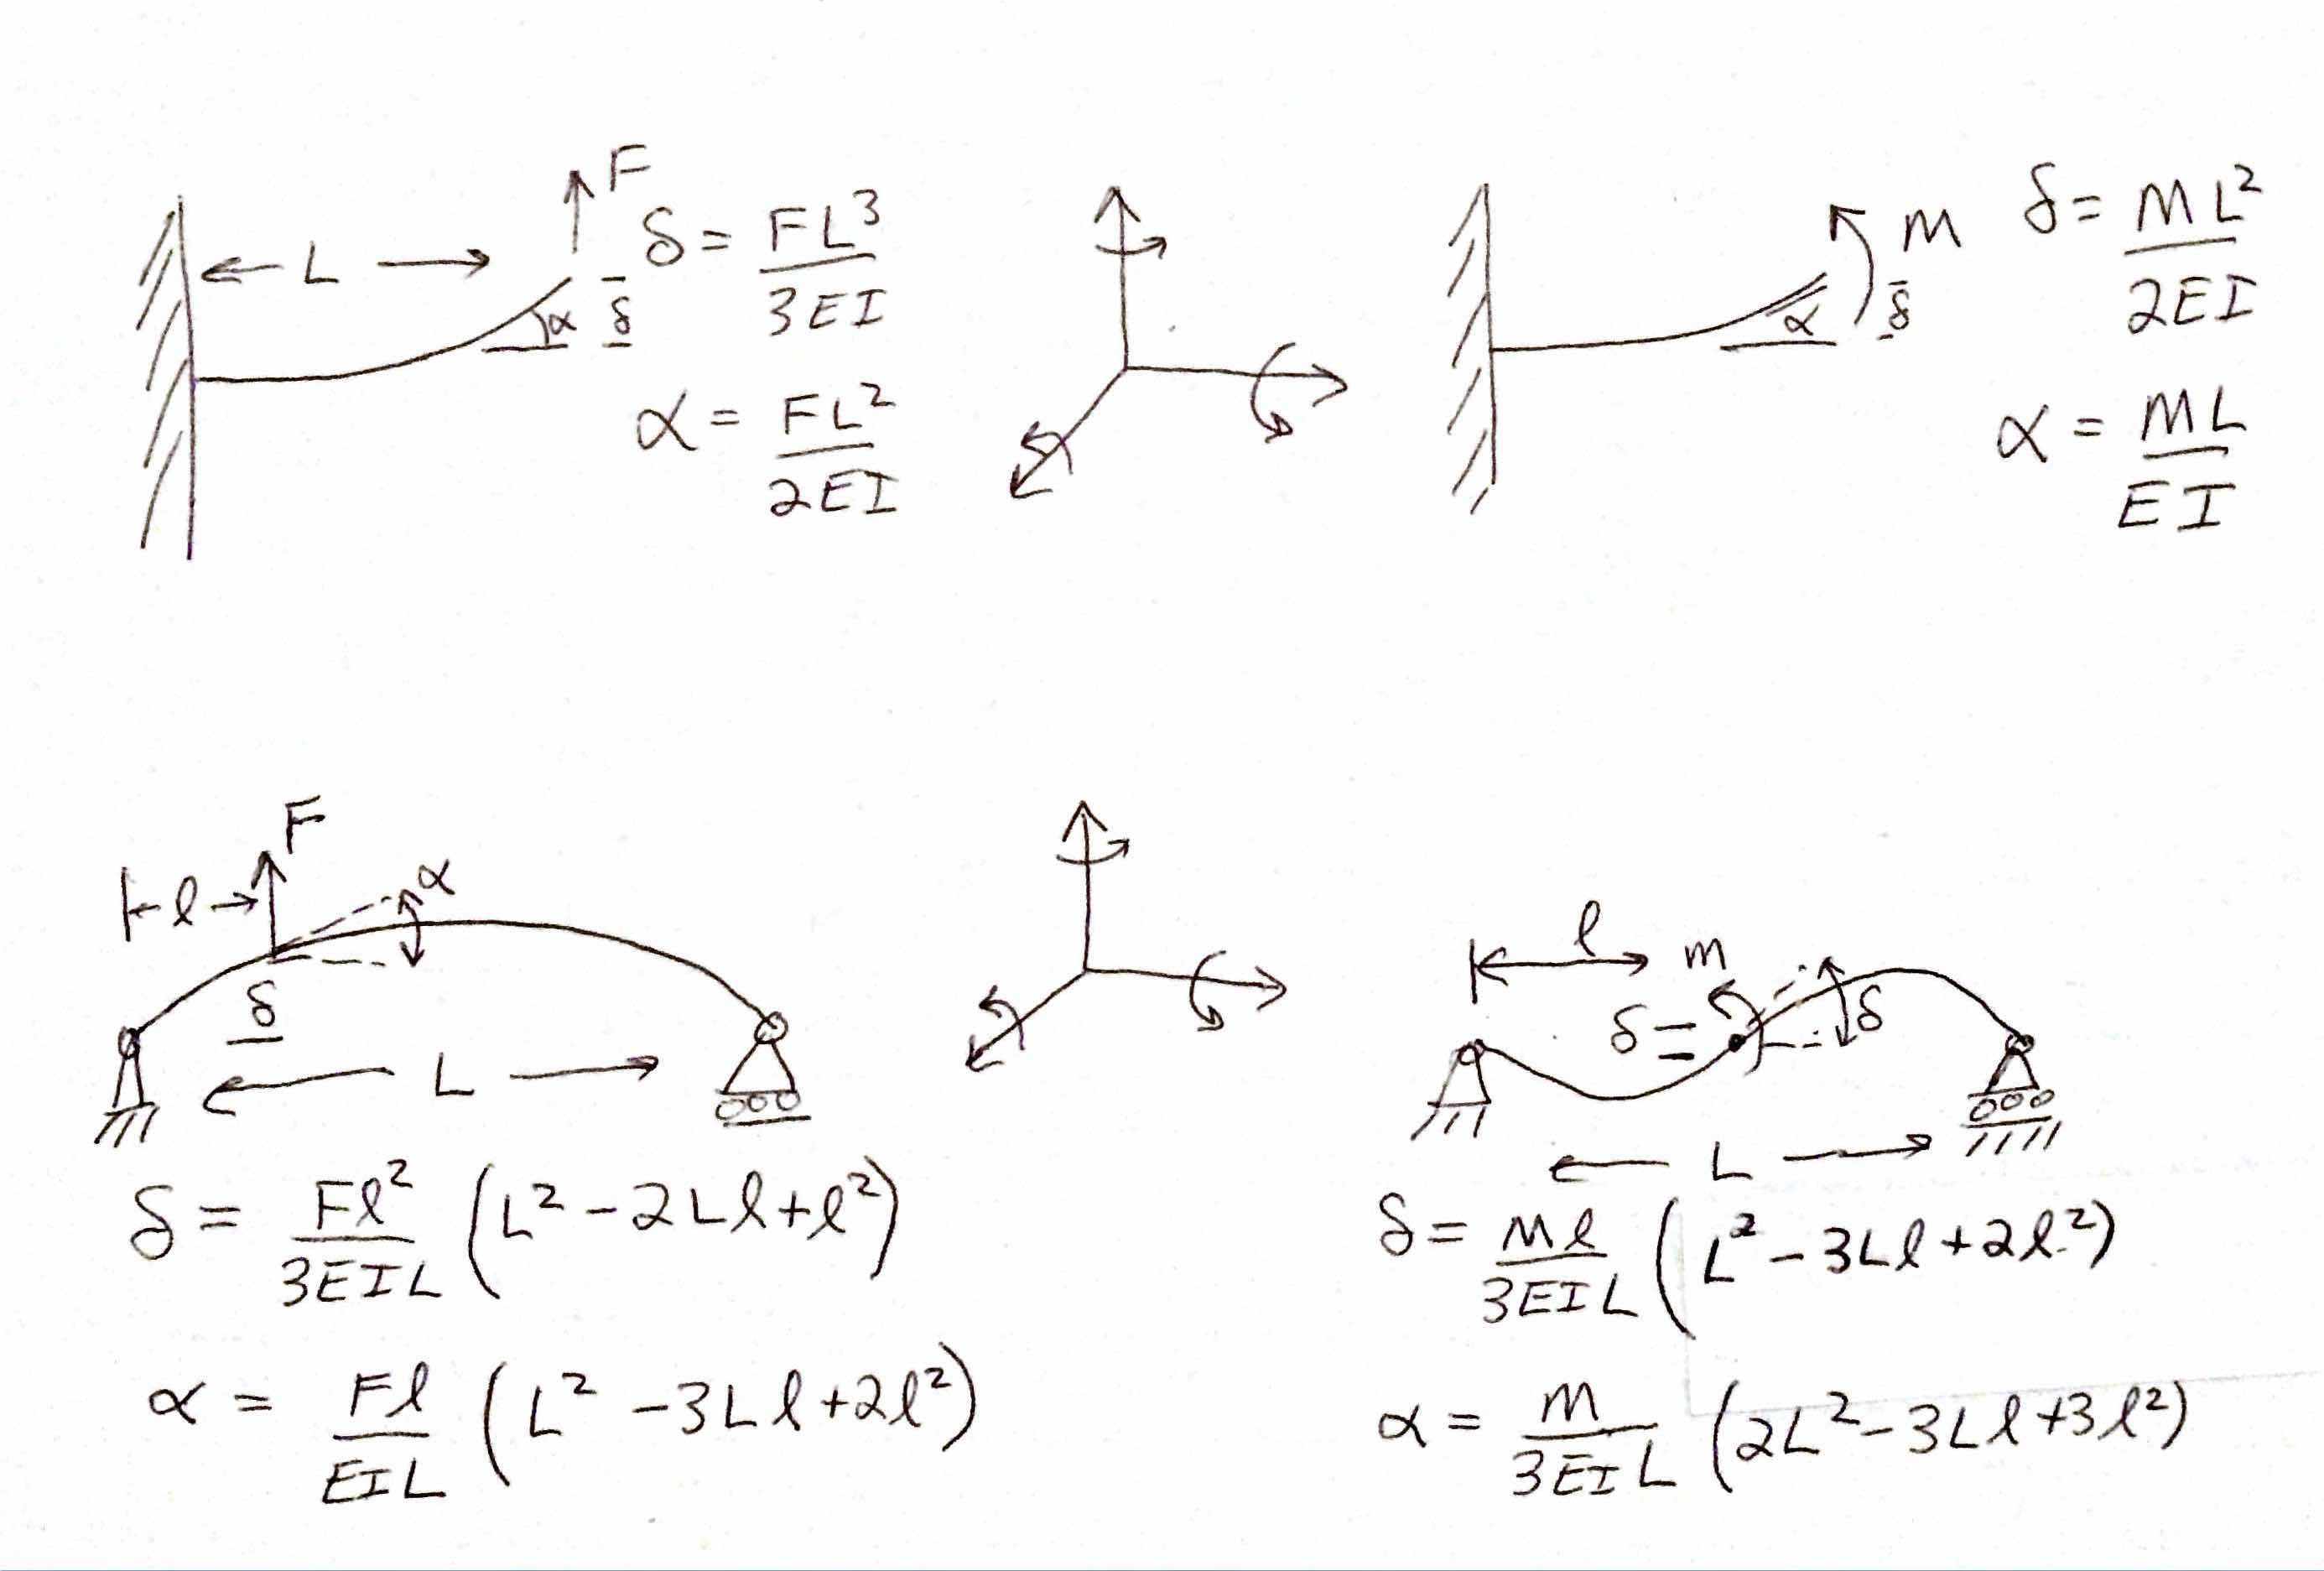 F
L
α
δ
δ = FL³ / 3EI
α = FL² / 2EI
M
α
δ
δ = ML² / 2EI
α = ML / EI
F
l
α
δ
L
δ = Fl² / 3EIL (L² - 2Ll + l²)
α = Fl / EIL (L² - 3Ll + 2l²)
l
m
δ
δ
L
δ = Ml / 3EIL (L² - 3Ll + 2l²)
α = m / 3EIL (2L² - 3Ll + 3l²)